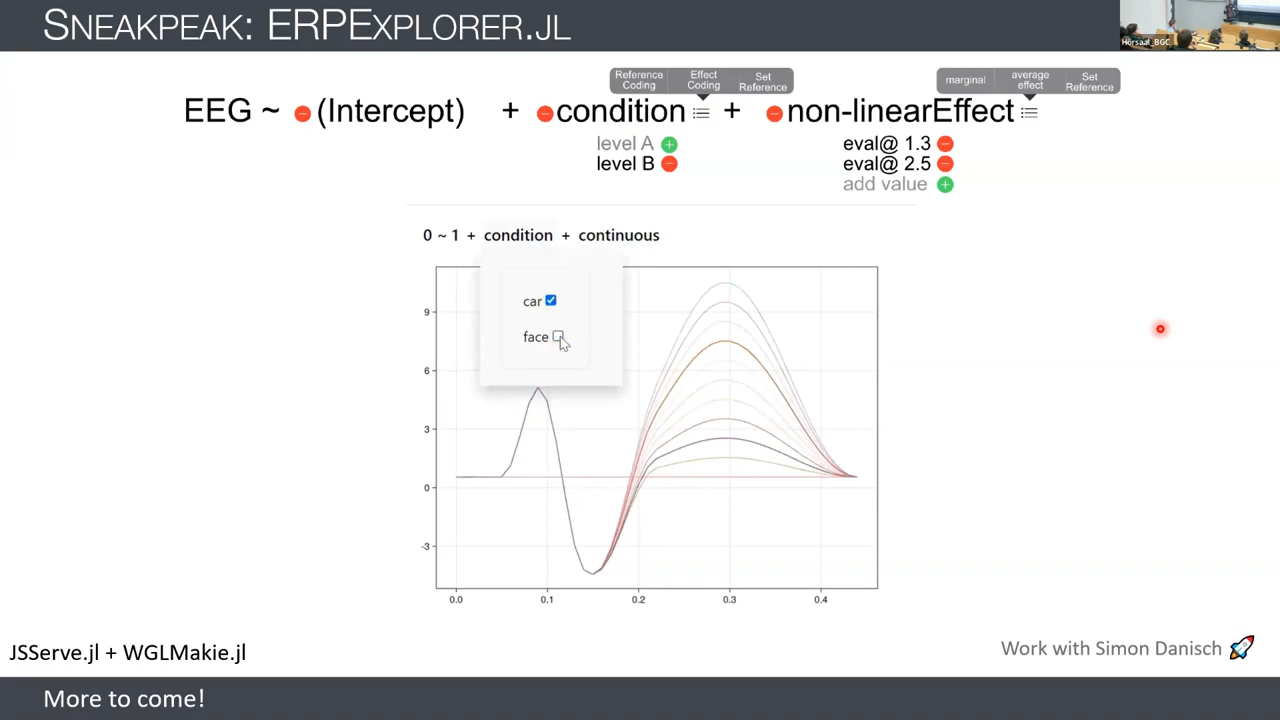 SNEAKPEAK: ERPEXPLORER.JL
Hörsaal_BGC
Reference Coding
Effect Coding
Set Reference
marginal
average effect
Set Reference
EEG ~ (Intercept) + condition + non-linearEffect
level A
level B
eval@ 1.3
eval@ 2.5
add value
0 ~ 1 + condition + continuous
car
face
9
6
3
0
-3
0.0 0.1 0.2 0.3 0.4
JSServe.jl + WGLMakie.jl
Work with Simon Danisch
More to come!